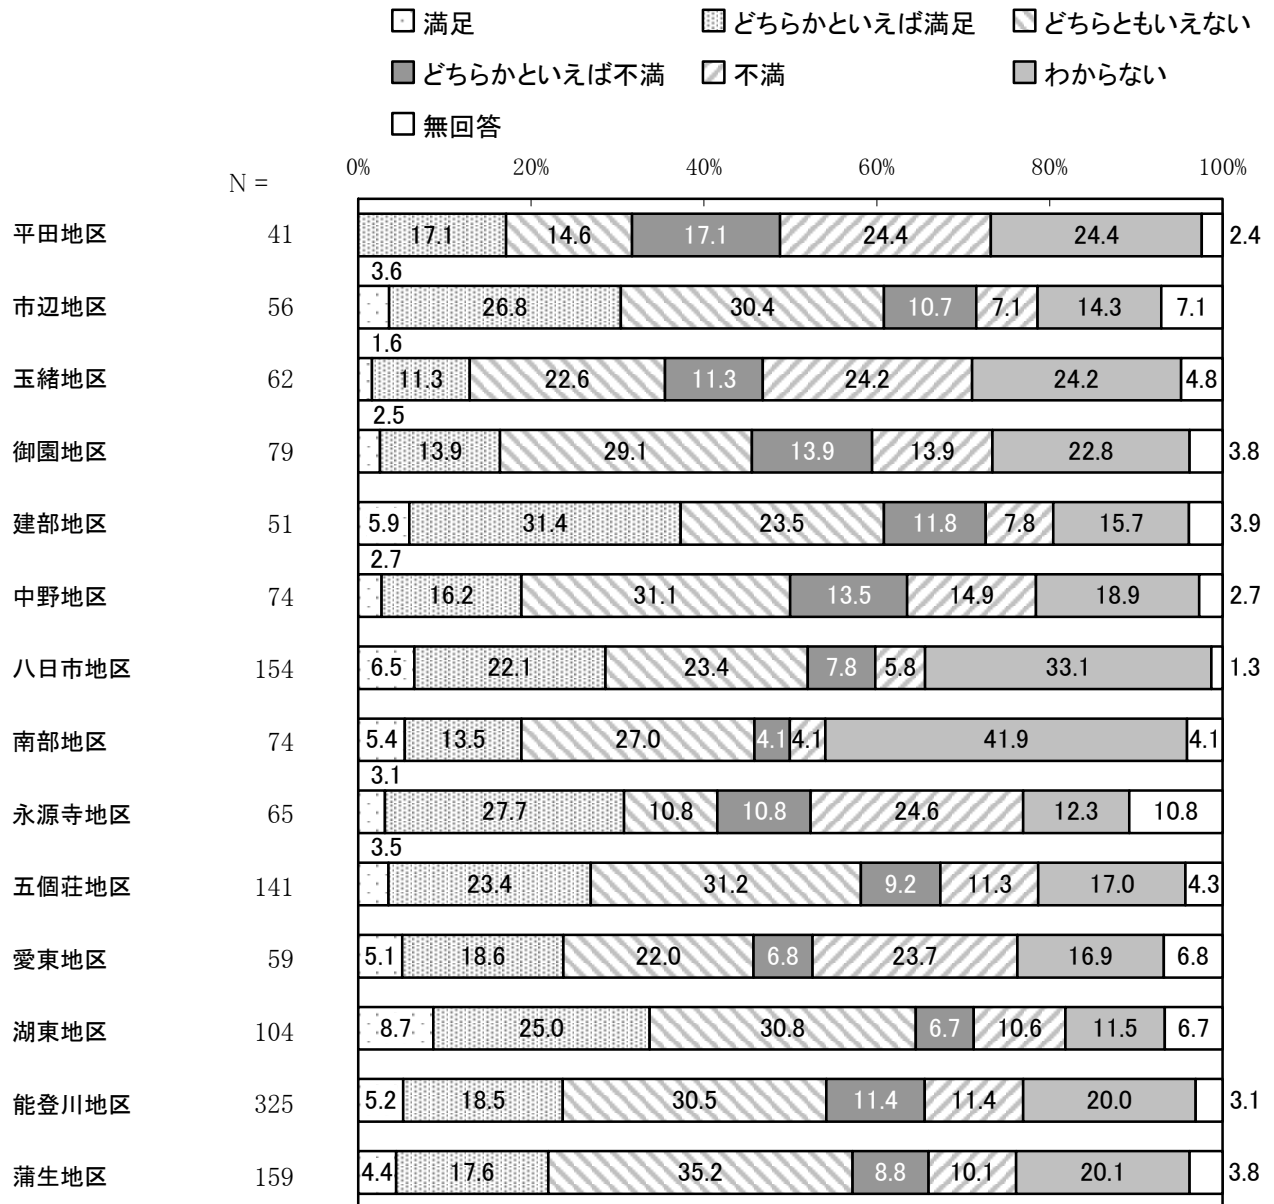 満足 どちらかといえば満足 どちらともいえない
どちらかといえば不満 不満 わからない
無回答
0% 20% 40% 60% 80% 100%
N =
平田地区 41 17.1 14.6 17.1 24.4 24.4 2.4
3.6
市辺地区 56 26.8 30.4 10.7 7.1 14.3 7.1
1.6
玉緒地区 62 11.3 22.6 11.3 24.2 24.2 4.8
2.5
御園地区 79 13.9 29.1 13.9 13.9 22.8 3.8
建部地区 51 5.9 31.4 23.5 11.8 7.8 15.7 3.9
2.7
中野地区 74 16.2 31.1 13.5 14.9 18.9 2.7
八日市地区 154 6.5 22.1 23.4 7.8 5.8 33.1 1.3
南部地区 74 5.4 13.5 27.0 4.1 4.1 41.9 4.1
3.1
永源寺地区 65 27.7 10.8 10.8 24.6 12.3 10.8
3.5
五個荘地区 141 23.4 31.2 9.2 11.3 17.0 4.3
愛東地区 59 5.1 18.6 22.0 6.8 23.7 16.9 6.8
湖東地区 104 8.7 25.0 30.8 6.7 10.6 11.5 6.7
能登川地区 325 5.2 18.5 30.5 11.4 11.4 20.0 3.1
蒲生地区 159 4.4 17.6 35.2 8.8 10.1 20.1 3.8